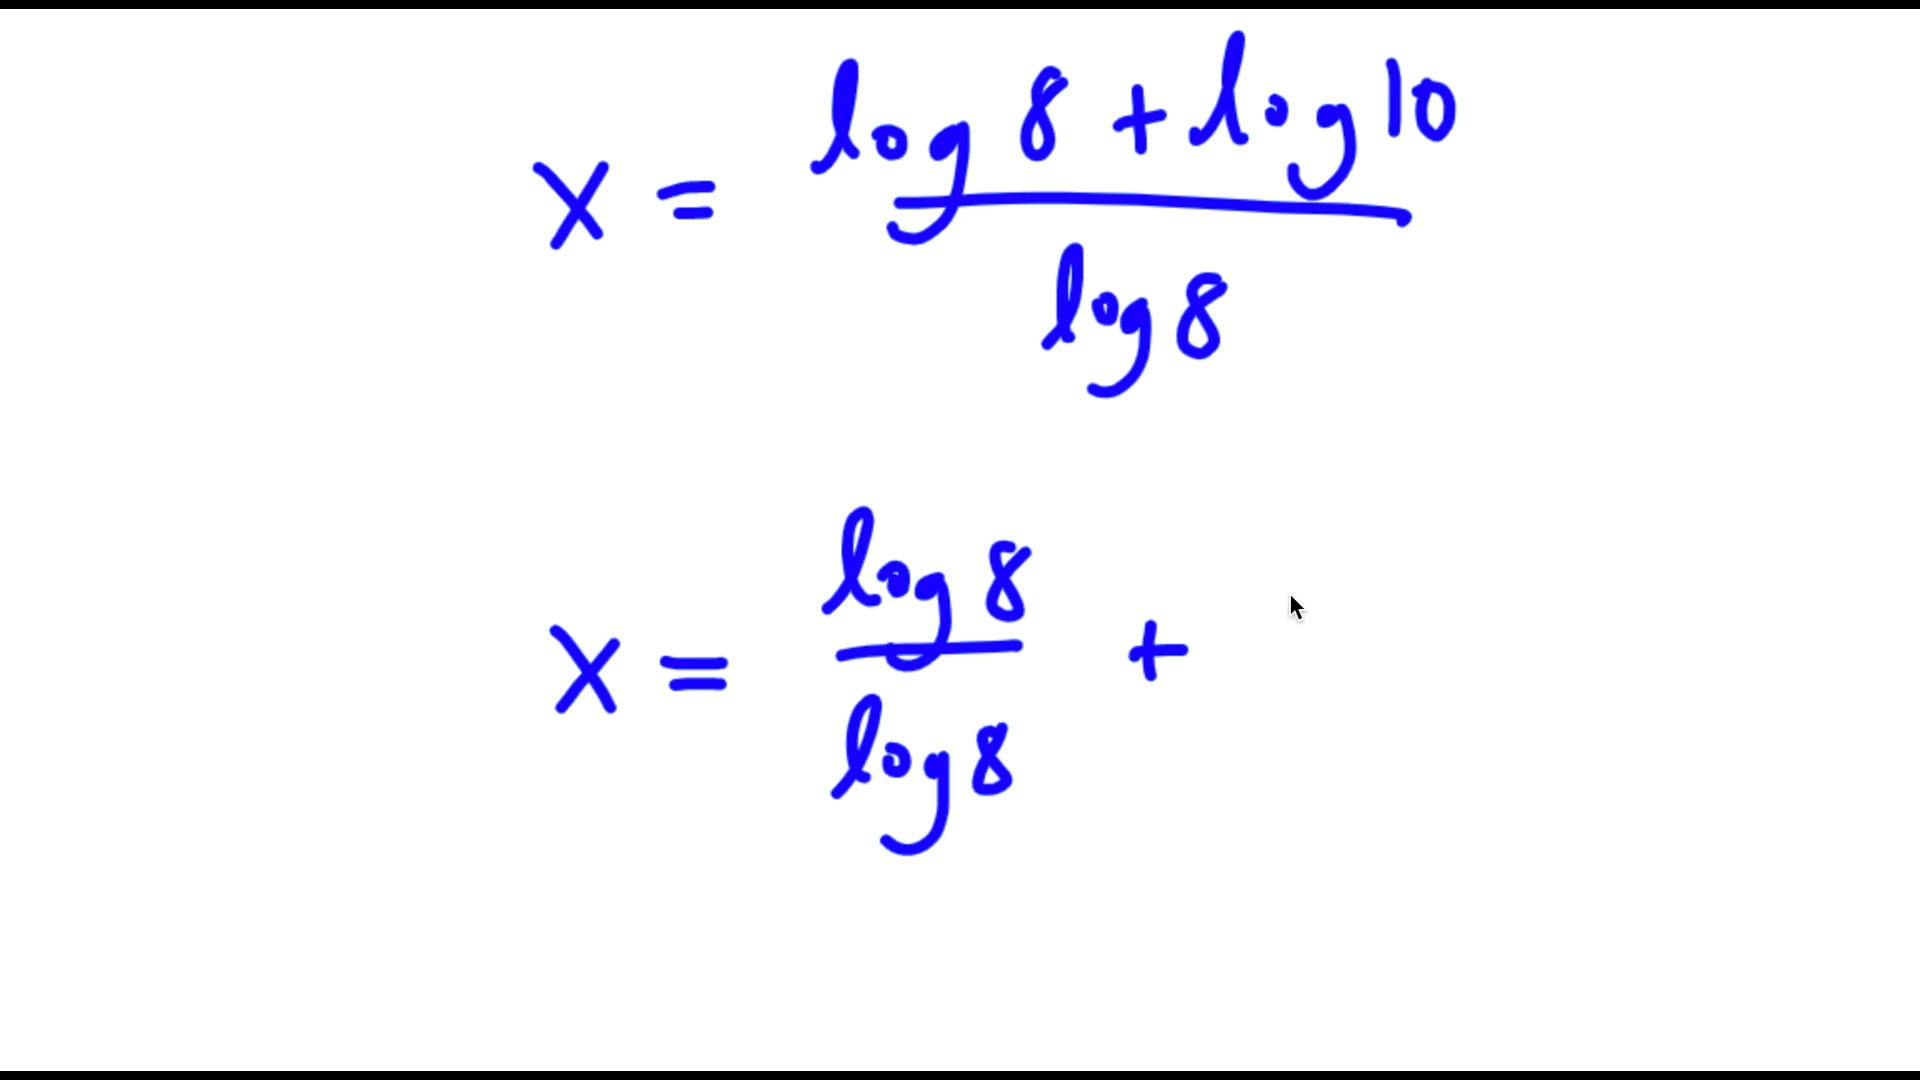 x = (log 8 + log 10) / log 8
x = log 8 / log 8 +